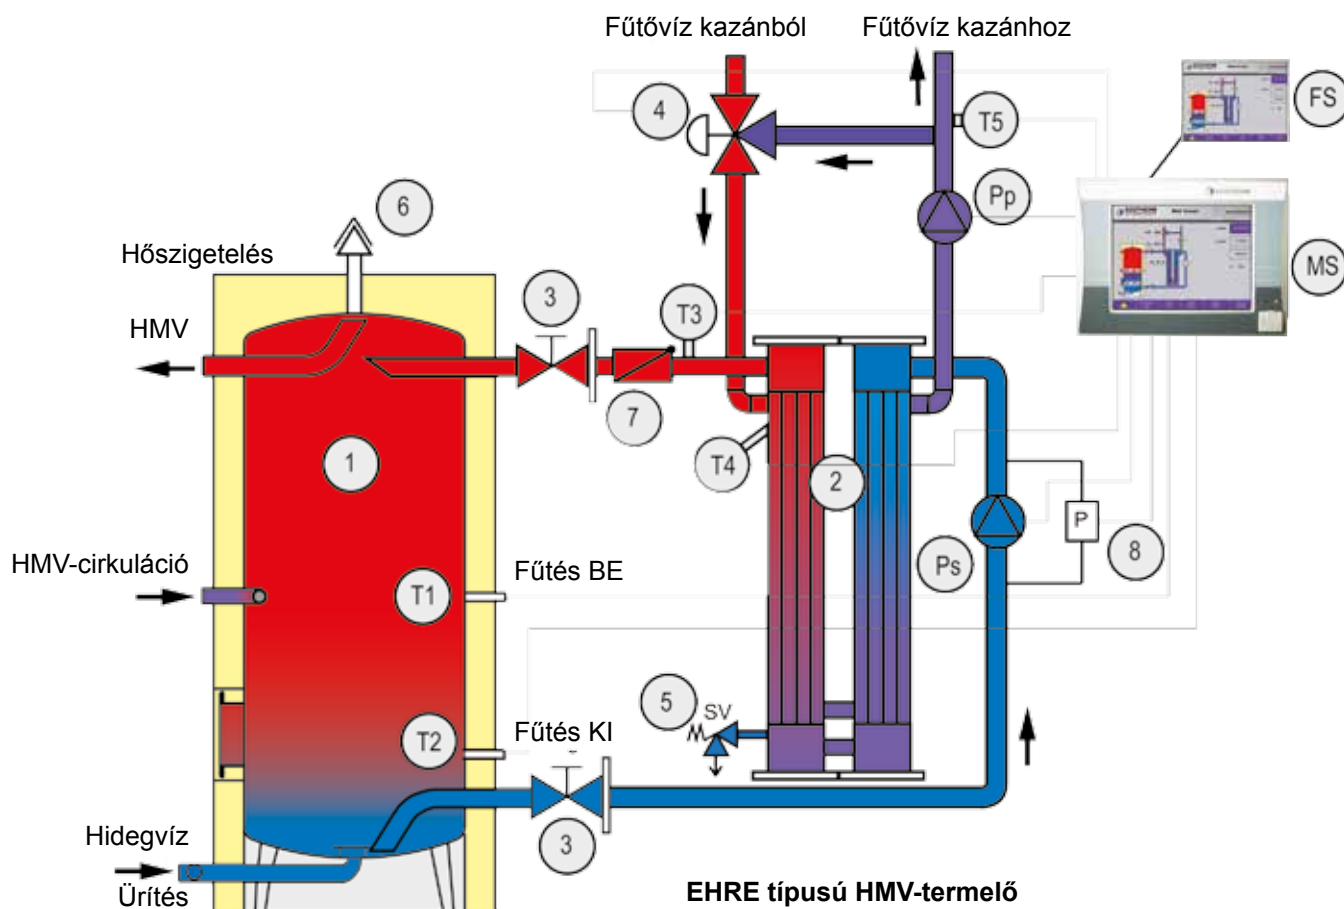 Fűtővíz kazánból
Fűtővíz kazánhoz
FS
4
T5
Pp
6
MS
Hőszigetelés
3
T3
HMV
7
1
T4
2
P
Ps
8
HMV-cirkuláció
T1
Fűtés BE
5
SV
T2
Fűtés KI
3
Hidegvíz
Ürítés
EHRE típusú HMV-termelő